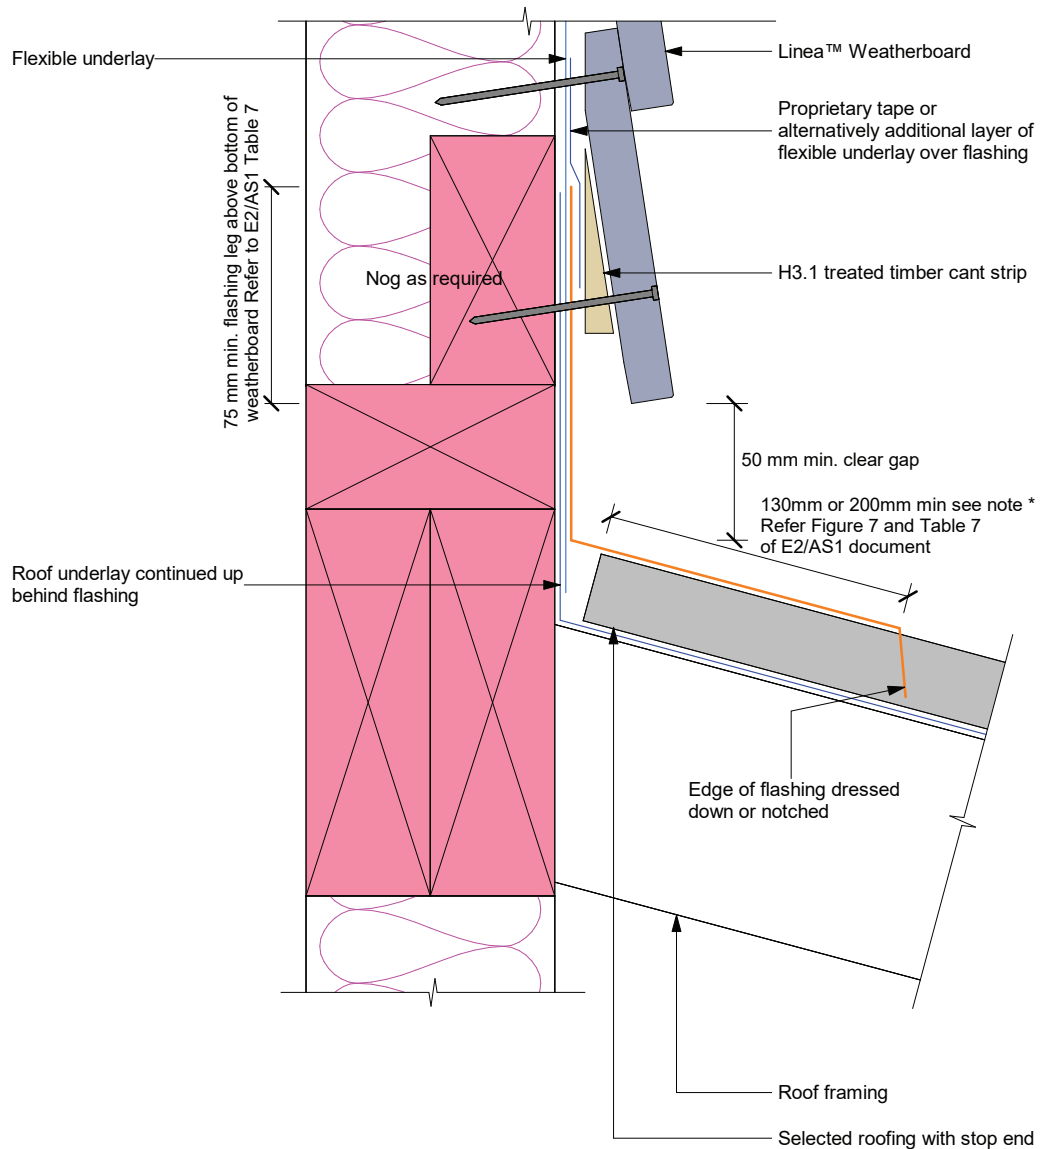 Flexible underlay
Linea™ Weatherboard
Proprietary tape or
alternatively additional layer of
flexible underlay over flashing
75 mm min. flashing leg above bottom of
weatherboard Refer to E2/AS1 Table 7
Nog as required
H3.1 treated timber cant strip
50 mm min. clear gap
130mm or 200mm min see note *
Refer Figure 7 and Table 7
of E2/AS1 document
Roof underlay continued up
behind flashing
Edge of flashing dressed
down or notched
Roof framing
Selected roofing with stop end